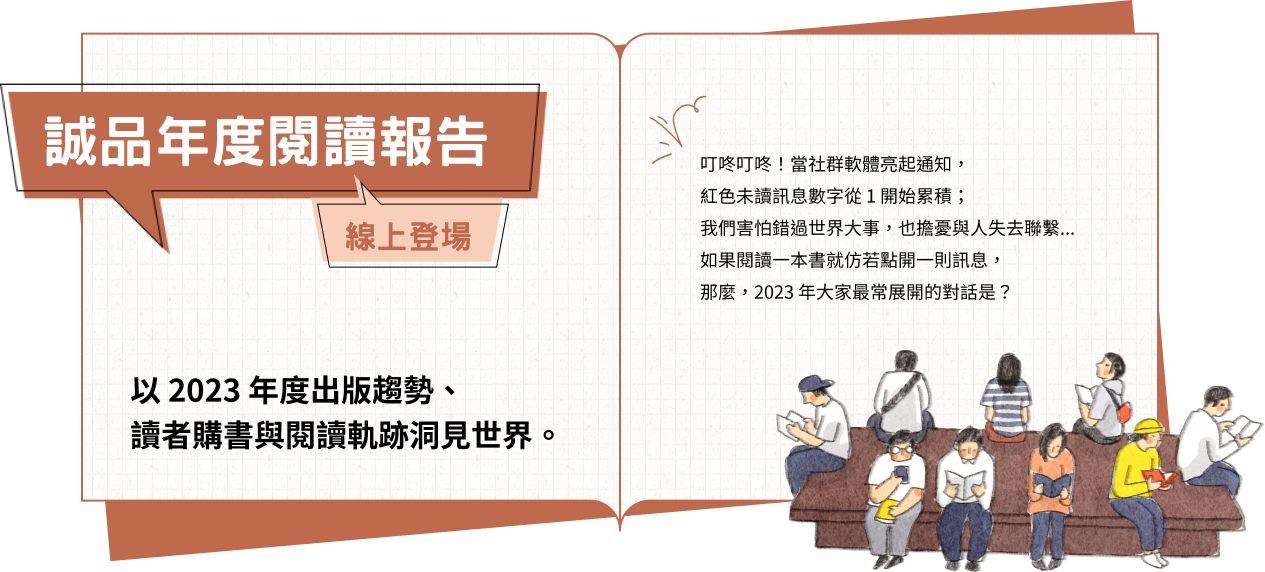 誠品年度閱讀報告
線上登場
以 2023 年度出版趨勢、
讀者購書與閱讀軌跡洞見世界。
叮咚叮咚！當社群軟體亮起通知，
紅色未讀訊息數字從 1 開始累積；
我們害怕錯過世界大事，也擔憂與人失去聯繫...
如果閱讀一本書就仿若點開一則訊息，
那麼，2023 年大家最常展開的對話是？